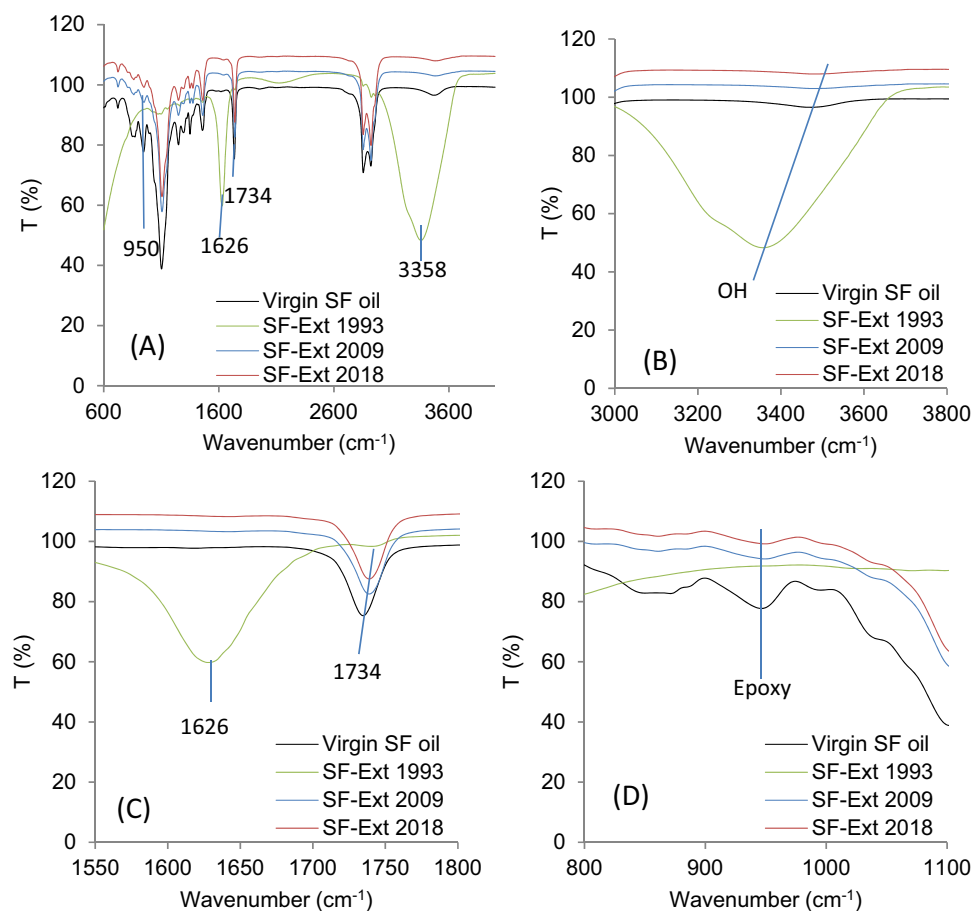 120
100
80
60
40
20
0
T (%)
950
1626
1734
3358
Virgin SF oil
SF-Ext 1993
SF-Ext 2009
SF-Ext 2018
(A)
600 1600 2600 3600
Wavenumber (cm-1)
120
100
80
60
40
20
0
T (%)
OH
Virgin SF oil
SF-Ext 1993
SF-Ext 2009
SF-Ext 2018
(B)
3000 3200 3400 3600 3800
Wavenumber (cm-1)
120
100
80
60
40
20
0
T (%)
1734
1626
Virgin SF oil
SF-Ext 1993
SF-Ext 2009
SF-Ext 2018
(C)
1550 1600 1650 1700 1750 1800
Wavenumber (cm-1)
120
100
80
60
40
20
0
T (%)
Epoxy
Virgin SF oil
SF-Ext 1993
SF-Ext 2009
SF-Ext 2018
(D)
800 900 1000 1100
Wavenumber (cm-1)